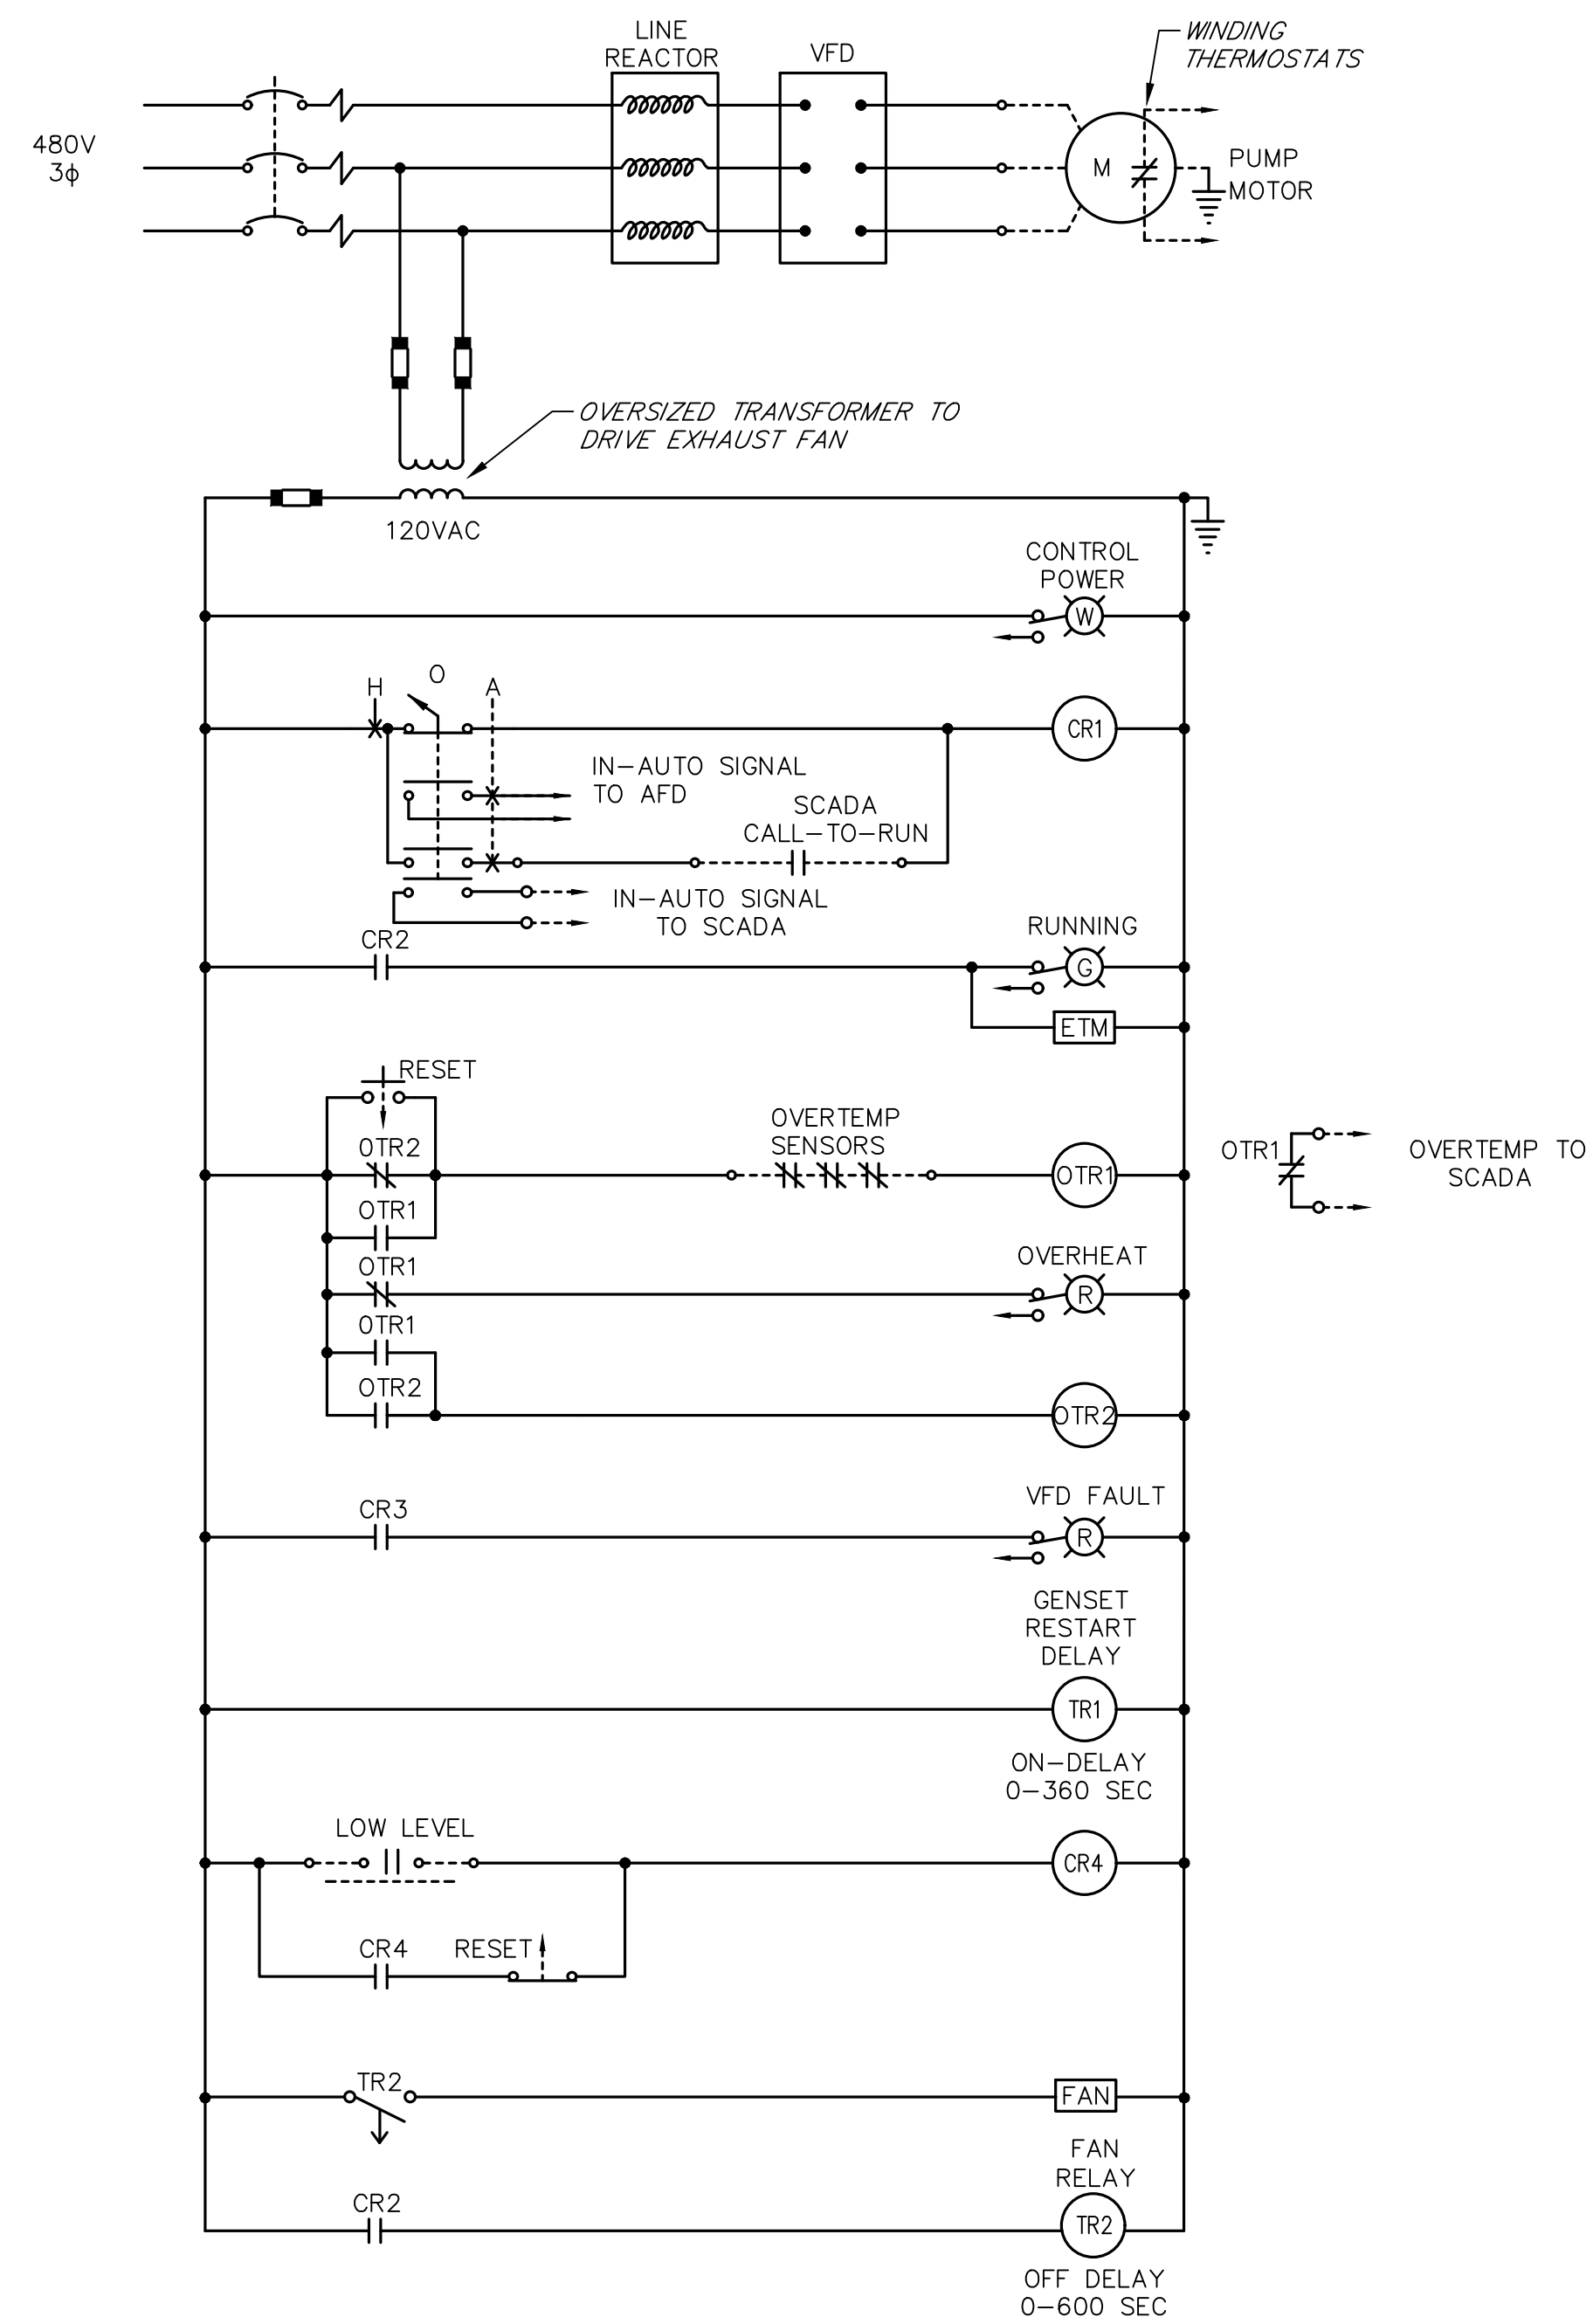 LINE
REACTOR
VFD
WINDING
THERMOSTATS
480V
3ϕ
M
PUMP
MOTOR
OVERSIZED TRANSFORMER TO
DRIVE EXHAUST FAN
120VAC
CONTROL
POWER
W
H
O
A
CR1
IN-AUTO SIGNAL
TO AFD
SCADA
CALL-TO-RUN
IN-AUTO SIGNAL
TO SCADA
CR2
RUNNING
G
ETM
RESET
OTR2
OVERTEMP
SENSORS
OTR1
OTR1
OVERTEMP TO
SCADA
OTR1
OTR1
OVERHEAT
R
OTR1
OTR2
OTR2
CR3
VFD FAULT
R
GENSET
RESTART
DELAY
TR1
ON-DELAY
0-360 SEC
LOW LEVEL
CR4
CR4
RESET
TR2
FAN
FAN
RELAY
CR2
TR2
OFF DELAY
0-600 SEC